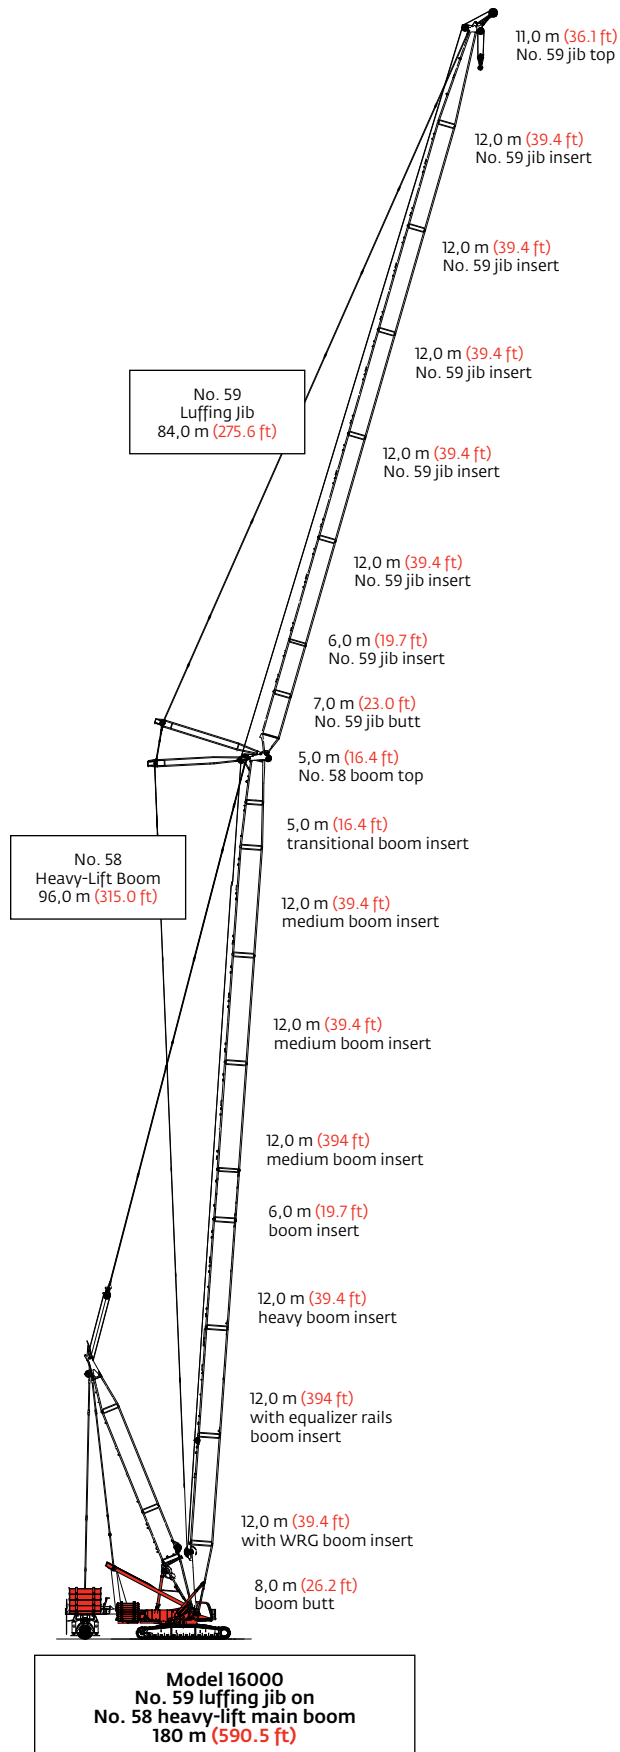 11,0 m (36.1 ft)
No. 59 jib top
12,0 m (39.4 ft)
No. 59 jib insert
12,0 m (39.4 ft)
No. 59 jib insert
12,0 m (39.4 ft)
No. 59 jib insert
No. 59
Luffing Jib
84,0 m (275.6 ft)
12,0 m (39.4 ft)
No. 59 jib insert
12,0 m (39.4 ft)
No. 59 jib insert
6,0 m (19.7 ft)
No. 59 jib insert
7,0 m (23.0 ft)
No. 59 jib butt
5,0 m (16.4 ft)
No. 58 boom top
5,0 m (16.4 ft)
transitional boom insert
No. 58
Heavy-Lift Boom
96,0 m (315.0 ft)
12,0 m (39.4 ft)
medium boom insert
12,0 m (39.4 ft)
medium boom insert
12,0 m (394 ft)
medium boom insert
6,0 m (19.7 ft)
boom insert
12,0 m (39.4 ft)
heavy boom insert
12,0 m (394 ft)
with equalizer rails
boom insert
12,0 m (39.4 ft)
with WRG boom insert
8,0 m (26.2 ft)
boom butt
Model 16000
No. 59 luffing jib on
No. 58 heavy-lift main boom
180 m (590.5 ft)